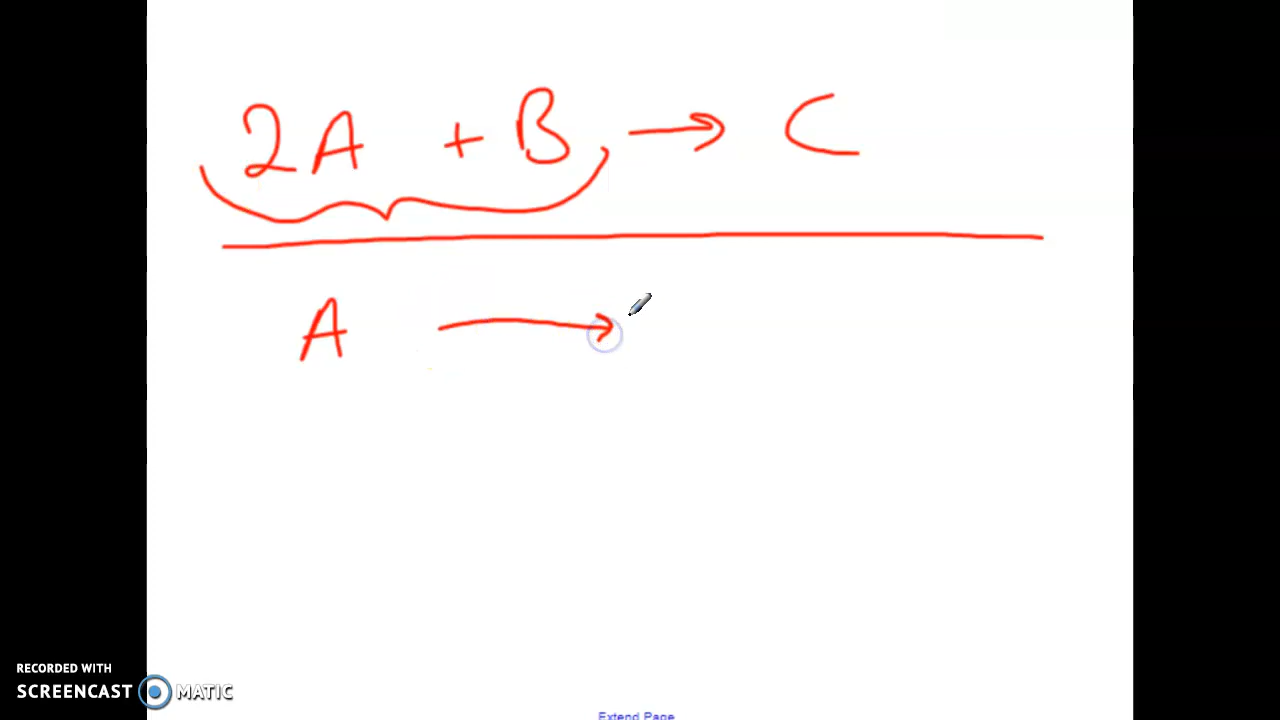 2A + B → C
A →
RECORDED WITH
SCREENCAST MATIC
Extend Page